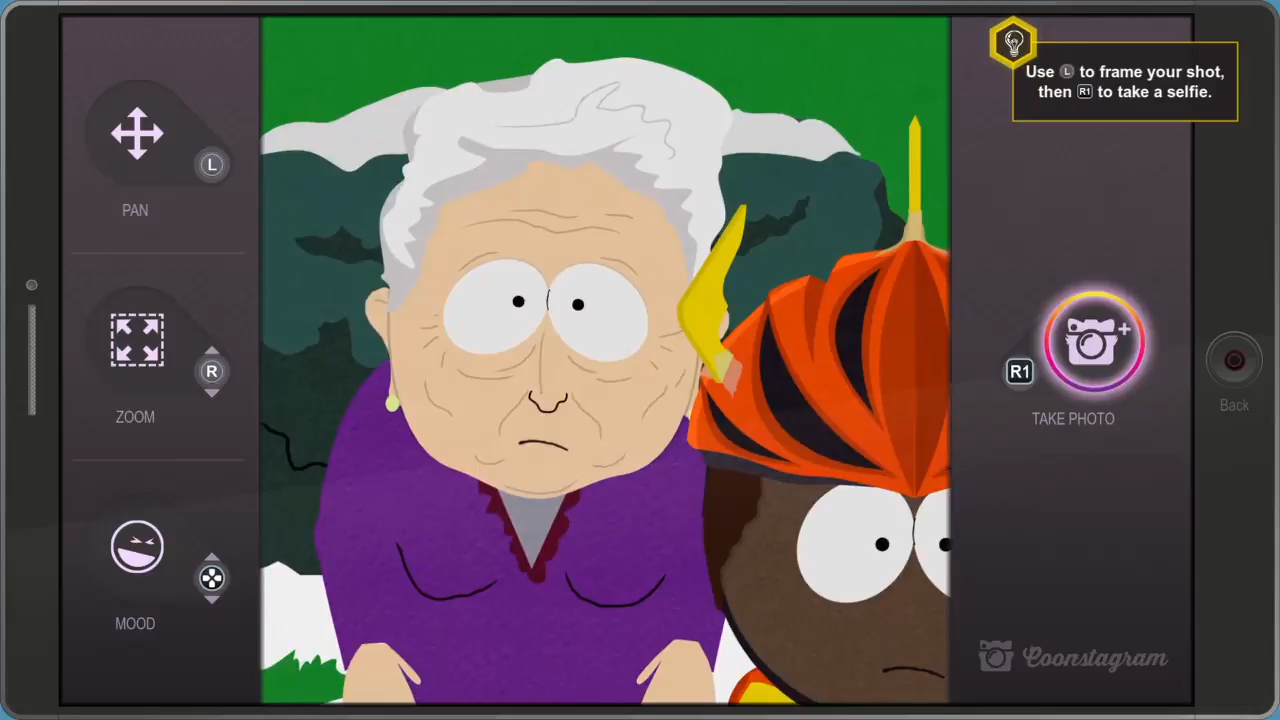 Use L to frame your shot,
then R1 to take a selfie.
L
PAN
R
ZOOM
MOOD
R1
TAKE PHOTO
Back
Coonstagram